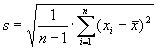 s = √( 1/(n−1) · ∑_{i=1}^{n} (x_i − x̄)² )